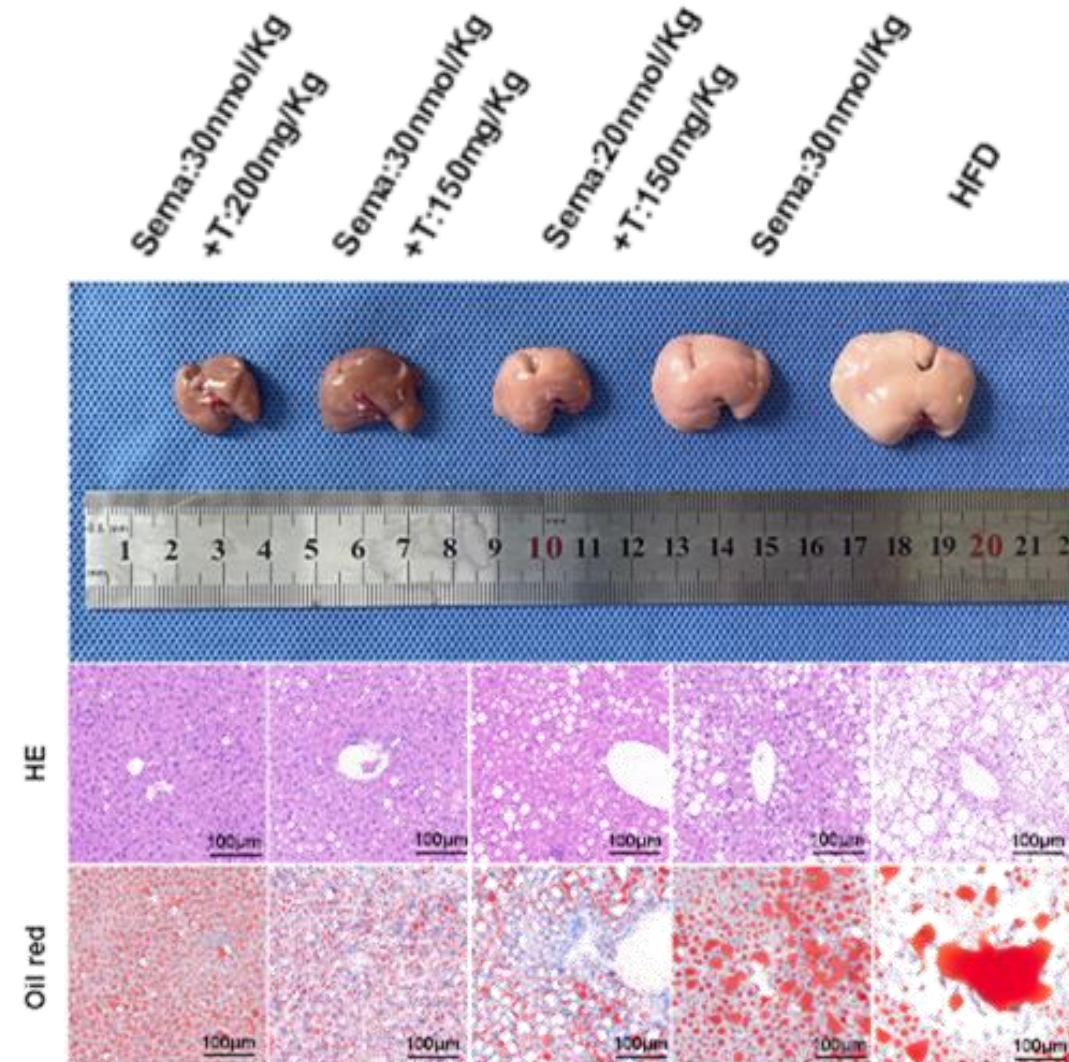 Sema:30nmol/Kg
+T:200mg/Kg
Sema:30nmol/Kg
+T:150mg/Kg
Sema:20nmol/Kg
+T:150mg/Kg
Sema:30nmol/Kg
HFD
1 2 3 4 5 6 7 8 9 10 11 12 13 14 15 16 17 18 19 20 21 2
HE
100μm 100μm 100μm 100μm 100μm
Oil red
100μm 100μm 100μm 100μm 100μm